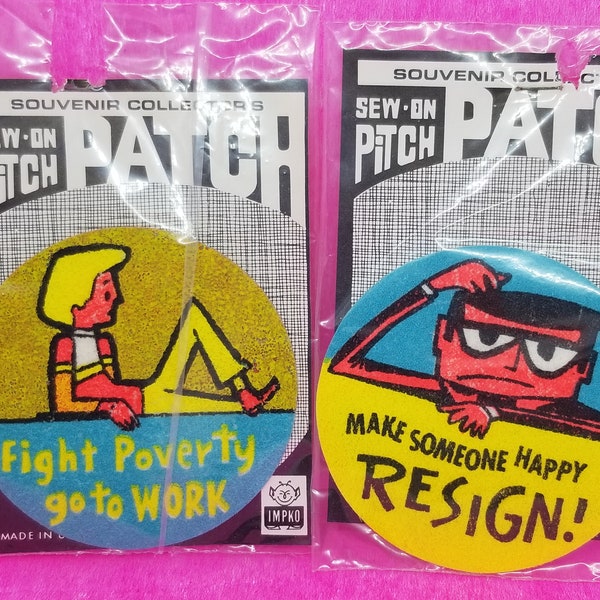 SOUVENIR COLLECTOR'S
SEW-ON
PITCH
PATCH
Fight Poverty
go to WORK
MADE IN
IMPKO
SOUVENIR COLLEC
SEW-ON
PITCH
PATC
MAKE SOMEONE HAPPY
RESIGN!